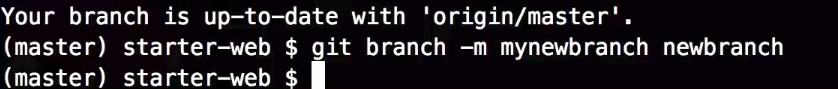 Your branch is up-to-date with 'origin/master'.
(master) starter-web $ git branch -m mynewbranch newbranch
(master) starter-web $